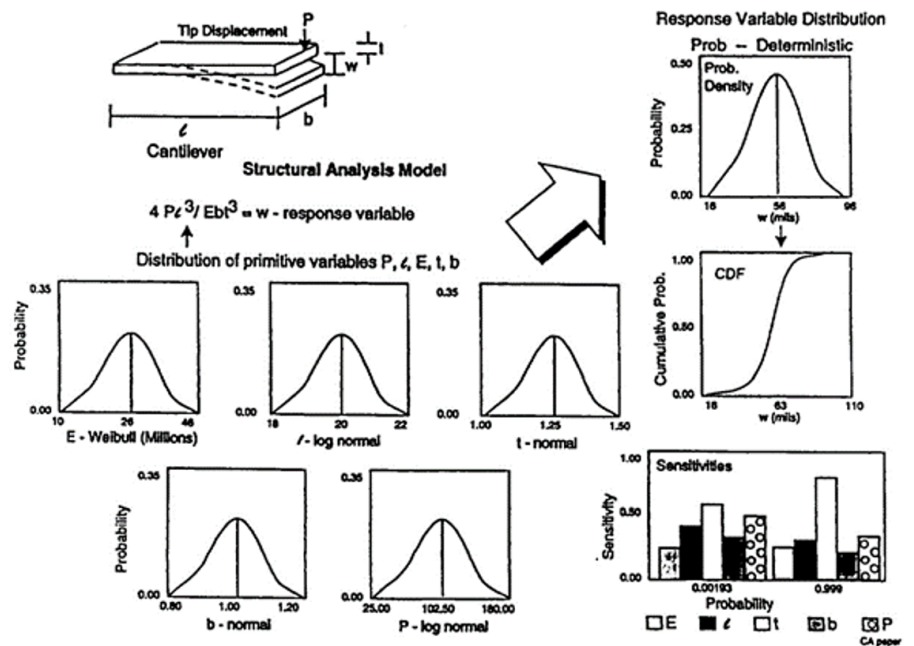 Tip Displacement
P
t
w
b
ℓ
Cantilever
Structural Analysis Model
4 Pℓ³/ Ebt³ = w - response variable
Distribution of primitive variables P, ℓ, E, t, b
0.35
Probability
0.00
10 26 46
E - Weibull (Millions)
0.35
0.00
18 20 22
ℓ - log normal
0.35
0.00
1.00 1.25 1.50
t - normal
0.35
Probability
0.00
0.80 1.00 1.20
b - normal
0.35
0.00
25.00 102.50 180.00
P - log normal
Response Variable Distribution
Prob -- Deterministic
0.50
Prob.
Density
Probability
0.25
0.00
16 56 96
w (mils)
1.00
CDF
Cumulative Prob.
0.50
0.00
16 63 110
w (mils)
1.00
Sensitivities
Sensitivity
0.50
0.00
0.00193 0.999
Probability
E ℓ t b P
CA paper